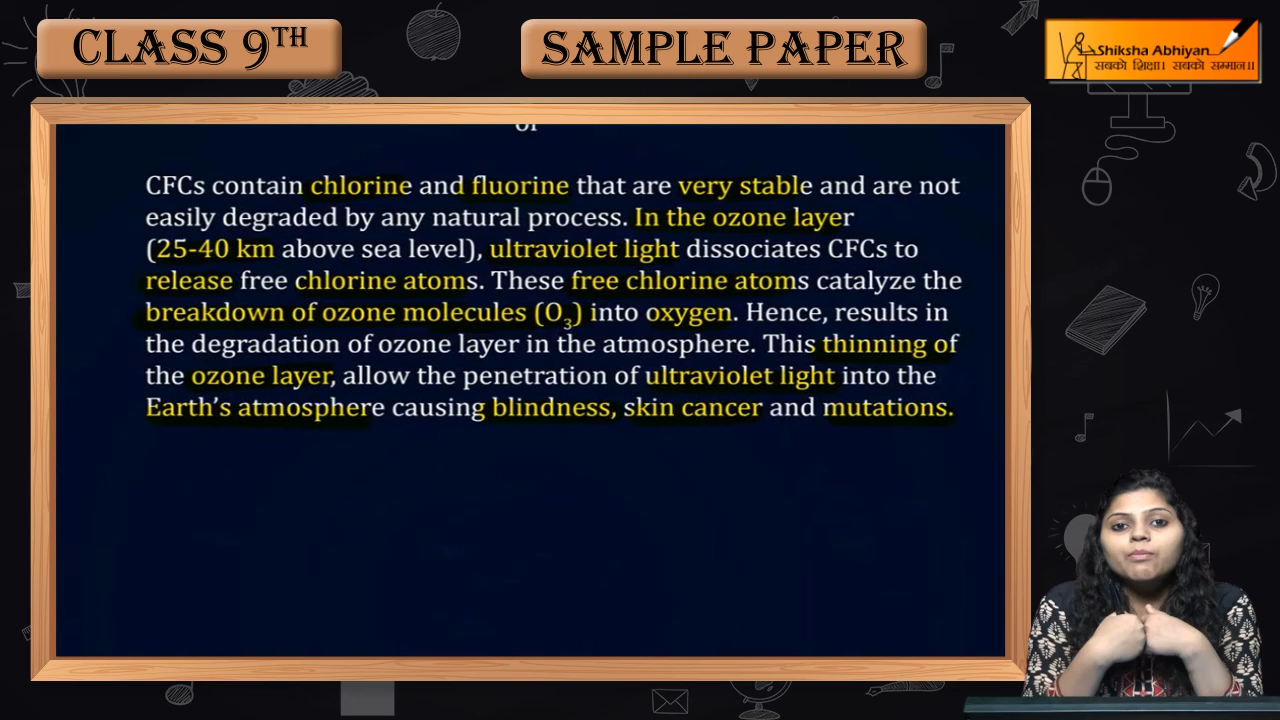 CLASS 9TH
SAMPLE PAPER
Shiksha Abhiyan
सबको शिक्षा। सबको सम्मान॥
or
CFCs contain chlorine and fluorine that are very stable and are not
easily degraded by any natural process. In the ozone layer
(25-40 km above sea level), ultraviolet light dissociates CFCs to
release free chlorine atoms. These free chlorine atoms catalyze the
breakdown of ozone molecules (O₃) into oxygen. Hence, results in
the degradation of ozone layer in the atmosphere. This thinning of
the ozone layer, allow the penetration of ultraviolet light into the
Earth's atmosphere causing blindness, skin cancer and mutations.